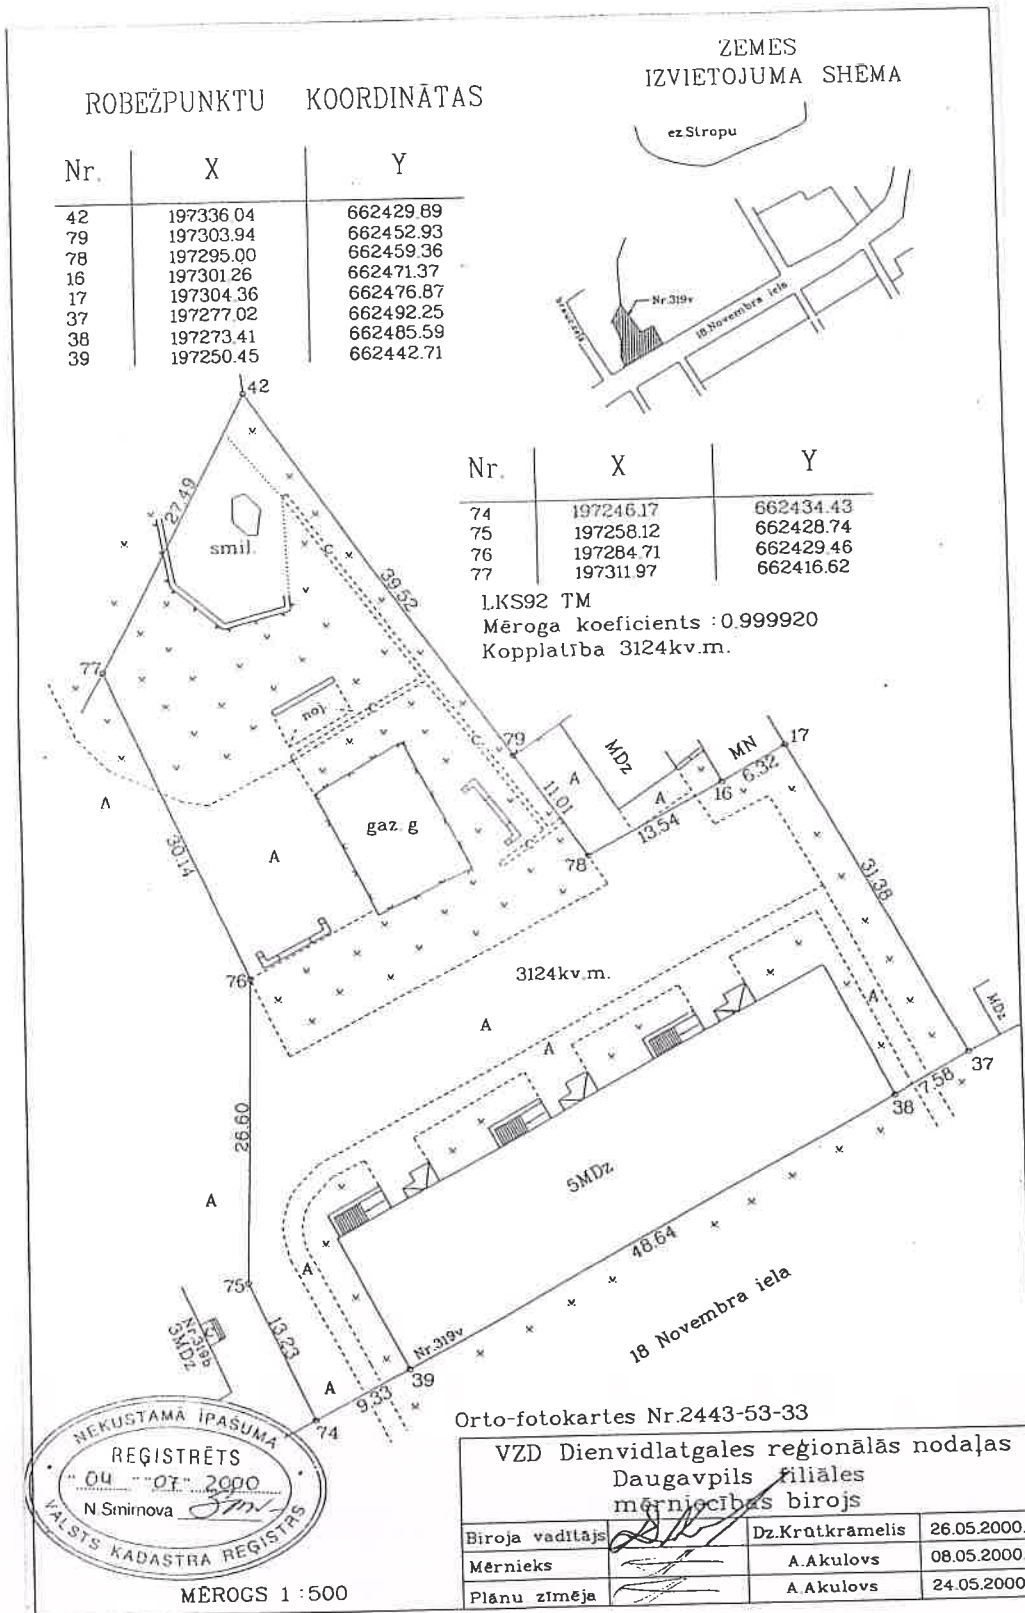 ROBEŽPUNKTU KOORDINĀTAS
Nr. X Y
42 197336.04 662429.89
79 197303.94 662452.93
78 197295.00 662459.36
16 197301.26 662471.37
17 197304.36 662476.87
37 197277.02 662492.25
38 197273.41 662485.59
39 197250.45 662442.71
ZEMES
IZVIETOJUMA SHĒMA
ez.Stropu
Nr.319v
18.Novembra iela
Nr. X Y
74 197246.17 662434.43
75 197258.12 662428.74
76 197284.71 662429.46
77 197311.97 662416.62
LKS92 TM
Mēroga koeficients :0.999920
Kopplatība 3124kv.m.
42
27.49
smil.
39.52
77
noj.
79
MDz
MN
17
A
11.01
A
16
6.32
A
13.54
gaz. g
78
30.14
A
31.38
76
3124kv.m.
A
A
A
MDz
37
7.58
38
26.60
5MDz
A
48.64
A
75
18 Novembra iela
13.23
Nr.319b
3MDz
Nr.319v
39
A
9.33
74
Orto-fotokartes Nr.2443-53-33
NEKUSTAMĀ ĪPAŠUMA
REĢISTRĒTS
"04" "07" 2000
N.Smirnova
VALSTS KADASTRA REĢISTRS
MĒROGS 1 :500
VZD Dienvidlatgales reģionālās nodaļas
Daugavpils filiāles
mērniecības birojs
Biroja vadītājs Dz.Krūtkrāmelis 26.05.2000.
Mērnieks A.Akulovs 08.05.2000.
Plānu zīmēja A.Akulovs 24.05.2000